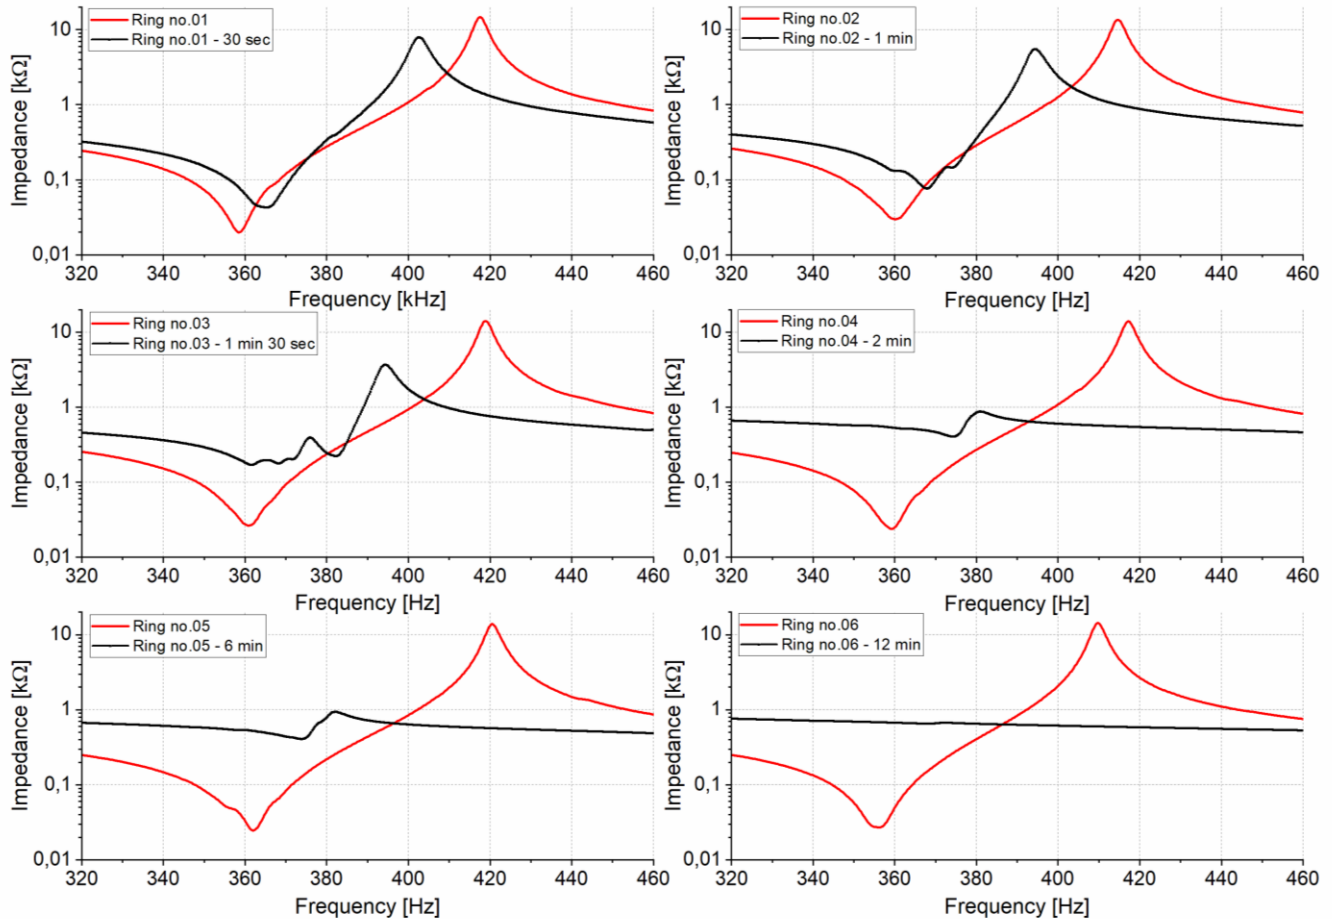 Ring no.01
Ring no.01 - 30 sec
Impedance [kΩ]
10
1
0,1
0,01
320 340 360 380 400 420 440 460
Frequency [kHz]
Ring no.02
Ring no.02 - 1 min
Impedance [kΩ]
10
1
0,1
0,01
320 340 360 380 400 420 440 460
Frequency [Hz]
Ring no.03
Ring no.03 - 1 min 30 sec
Impedance [kΩ]
10
1
0,1
0,01
320 340 360 380 400 420 440 460
Frequency [Hz]
Ring no.04
Ring no.04 - 2 min
Impedance [kΩ]
10
1
0,1
0,01
320 340 360 380 400 420 440 460
Frequency [Hz]
Ring no.05
Ring no.05 - 6 min
Impedance [kΩ]
10
1
0,1
0,01
320 340 360 380 400 420 440 460
Frequency [Hz]
Ring no.06
Ring no.06 - 12 min
Impedance [kΩ]
10
1
0,1
0,01
320 340 360 380 400 420 440 460
Frequency [Hz]